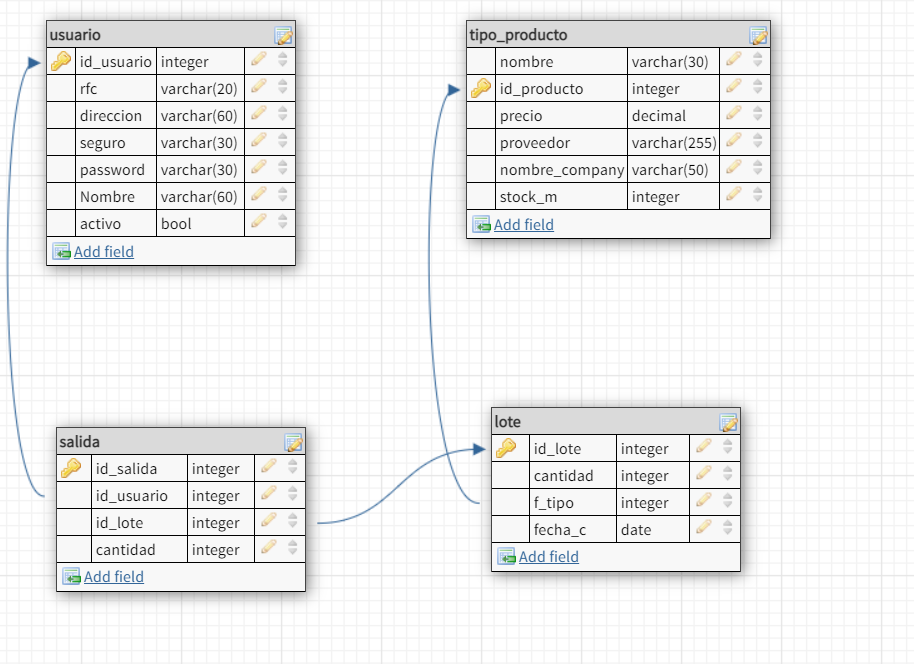 usuario
id_usuario integer
rfc varchar(20)
direccion varchar(60)
seguro varchar(30)
password varchar(30)
Nombre varchar(60)
activo bool
Add field
tipo_producto
nombre varchar(30)
id_producto integer
precio decimal
proveedor varchar(255)
nombre_company varchar(50)
stock_m integer
Add field
salida
id_salida integer
id_usuario integer
id_lote integer
cantidad integer
Add field
lote
id_lote integer
cantidad integer
f_tipo integer
fecha_c date
Add field